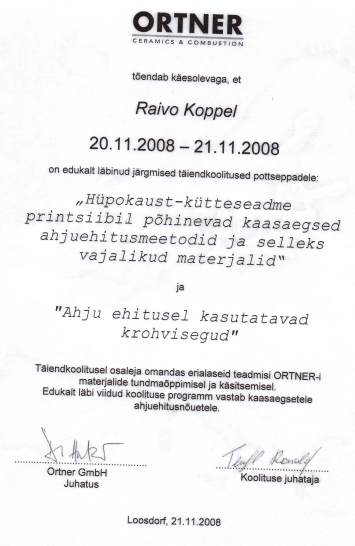 ORTNER
CERAMICS & COMBUSTION
tõendab käesolevaga, et
Raivo Koppel
20.11.2008 – 21.11.2008
on edukalt läbinud järgmised täiendkoolitused pottseppadele:
„Hüpokaust-kütteseadme
printsiibil põhinevad kaasaegsed
ahjuehitusmeetodid ja selleks
vajalikud materjalid“
ja
"Ahju ehitusel kasutatavad
krohvisegud"
Täiendkoolitusel osaleja omandas erialaseid teadmisi ORTNER-i
materjalide tundmaõppimisel ja käsitsemisel.
Edukalt läbi viidud koolituse programm vastab kaasaegsetele
ahjuehitusnõuetele.
Ortner GmbH
Juhatus
Koolituse juhataja
Loosdorf, 21.11.2008